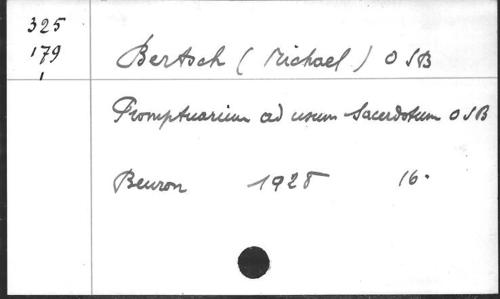 325
179
1
Bertsch (Michael) OSB
Promptuarium ad usum Sacerdotum OSB
Beuron 1928 16.